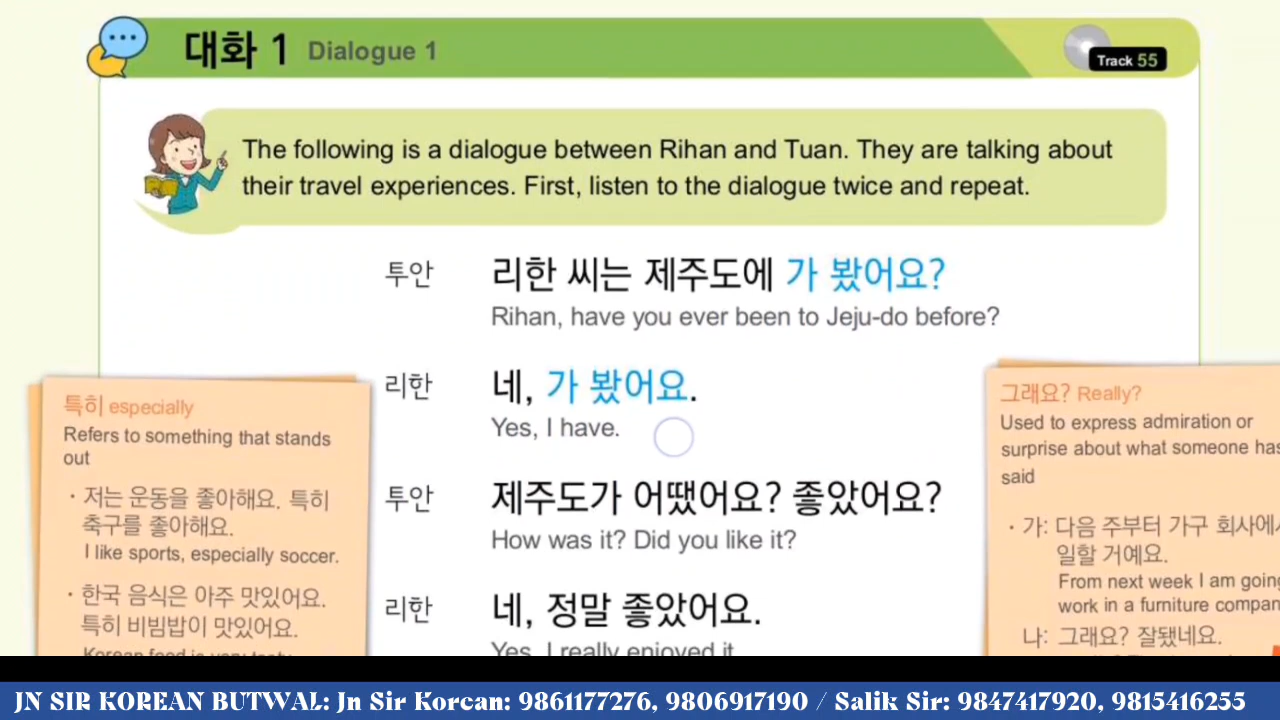 대화 1 Dialogue 1
Track 55
The following is a dialogue between Rihan and Tuan. They are talking about
their travel experiences. First, listen to the dialogue twice and repeat.
투안 리한 씨는 제주도에 가 봤어요?
Rihan, have you ever been to Jeju-do before?
리한 네, 가 봤어요.
Yes, I have.
투안 제주도가 어땠어요? 좋았어요?
How was it? Did you like it?
리한 네, 정말 좋았어요.
Yes, I really enjoyed it.
특히 especially
Refers to something that stands
out
· 저는 운동을 좋아해요. 특히
축구를 좋아해요.
I like sports, especially soccer.
· 한국 음식은 아주 맛있어요.
특히 비빔밥이 맛있어요.
Korean food is very tasty
그래요? Really?
Used to express admiration or
surprise about what someone has
said
· 가: 다음 주부터 가구 회사에서
일할 거예요.
From next week I am going
work in a furniture compan
나: 그래요? 잘됐네요.
JN SIR KOREAN BUTWAL: Jn Sir Korean: 9861177276, 9806917190 / Salik Sir: 9847417920, 9815416255